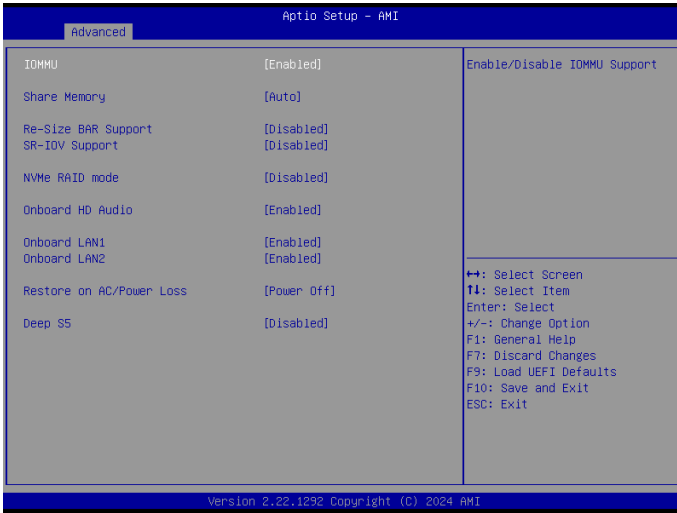 Aptio Setup – AMI
Advanced
IOMMU [Enabled]
Share Memory [Auto]
Re-Size BAR Support [Disabled]
SR-IOV Support [Disabled]
NVMe RAID mode [Disabled]
Onboard HD Audio [Enabled]
Onboard LAN1 [Enabled]
Onboard LAN2 [Enabled]
Restore on AC/Power Loss [Power Off]
Deep S5 [Disabled]
Enable/Disable IOMMU Support
↔: Select Screen
↑↓: Select Item
Enter: Select
+/-: Change Option
F1: General Help
F7: Discard Changes
F9: Load UEFI Defaults
F10: Save and Exit
ESC: Exit
Version 2.22.1292 Copyright (C) 2024 AMI